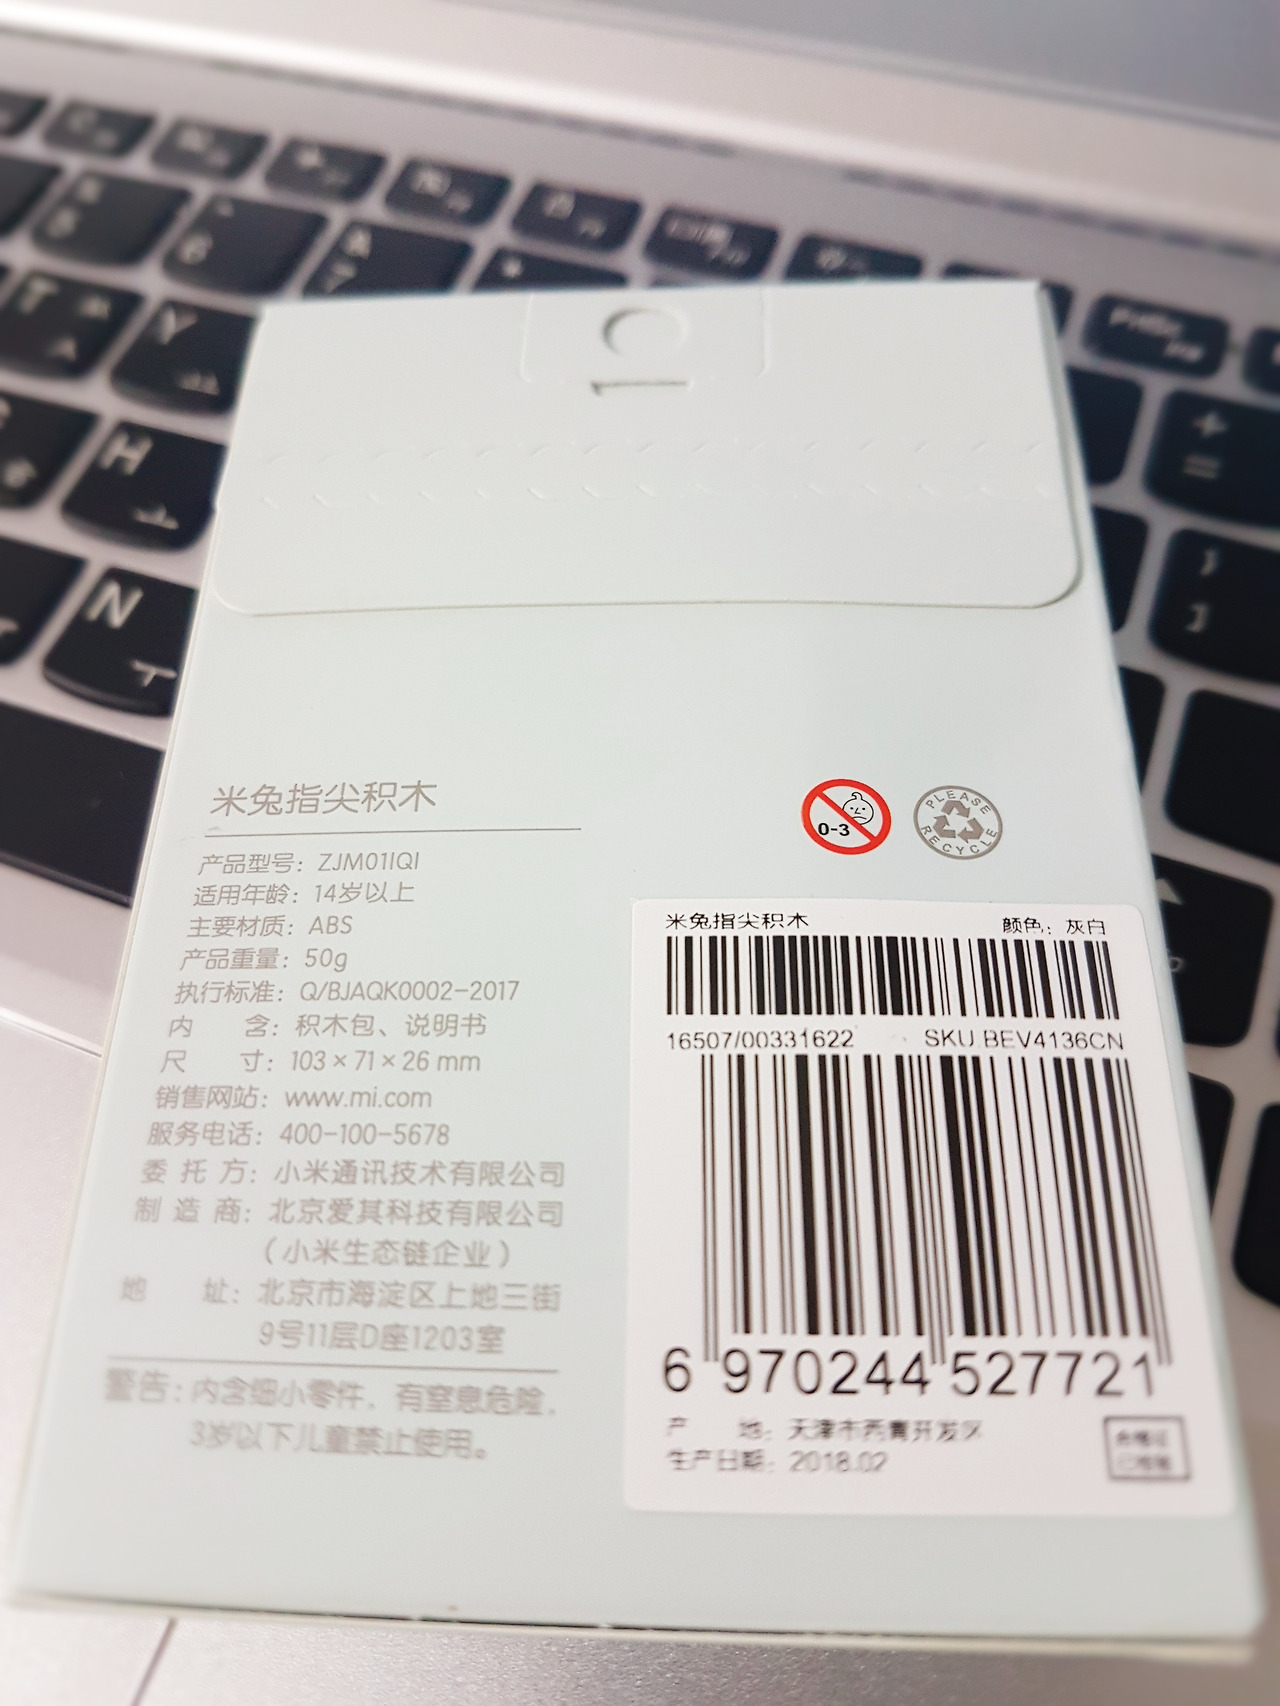 T
Y
H
N
米兔指尖积木
产品型号：ZJM01IQI
适用年龄：14岁以上
主要材质：ABS
产品重量：50g
执行标准：Q/BJAQK0002-2017
内 含：积木包、说明书
尺 寸：103×71×26 mm
销售网站：www.mi.com
服务电话：400-100-5678
委 托 方：小米通讯技术有限公司
制 造 商：北京爱其科技有限公司
（小米生态链企业）
地 址：北京市海淀区上地三街
9号11层D座1203室
警告：内含细小零件，有窒息危险，
3岁以下儿童禁止使用。
0-3
PLEASE
RECYCLE
米兔指尖积木 颜色：灰白
16507/00331622 SKU.BEV4136CN
6 970244 527721
产 地：天津市西青开发区
生产日期：2018.02